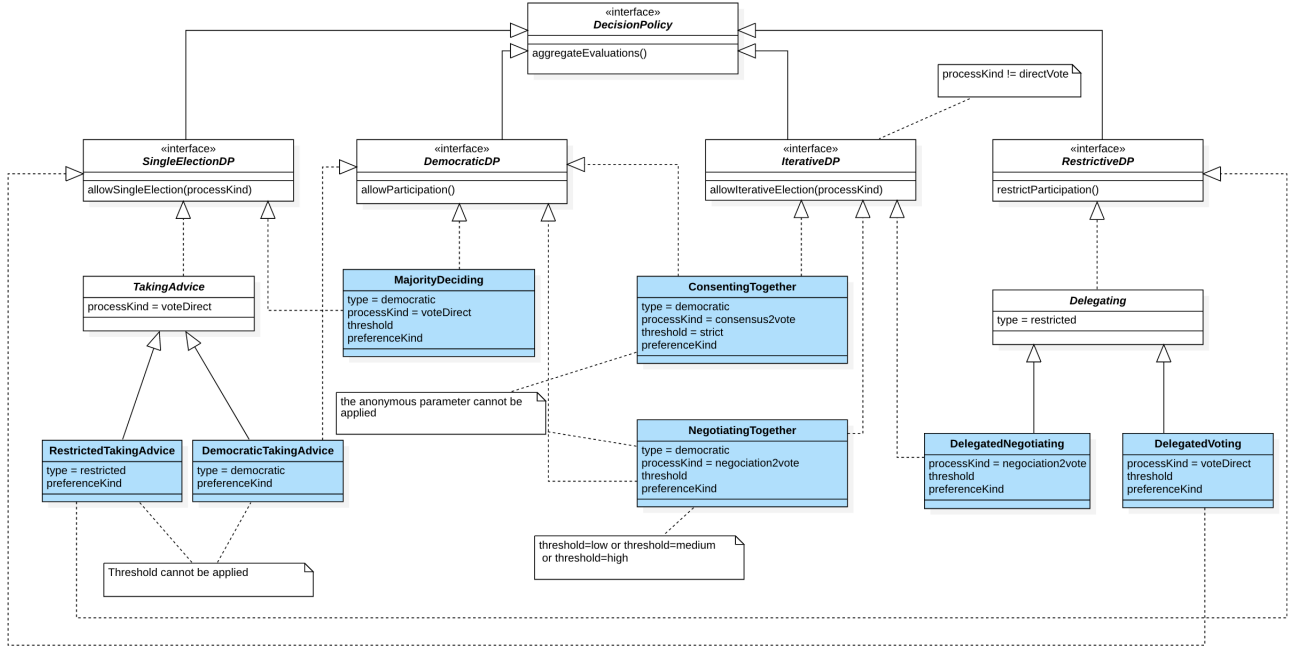 «interface»
DecisionPolicy
aggregateEvaluations()
processKind != directVote
«interface»
SingleElectionDP
allowSingleElection(processKind)
«interface»
DemocraticDP
allowParticipation()
«interface»
IterativeDP
allowIterativeElection(processKind)
«interface»
RestrictiveDP
restrictParticipation()
TakingAdvice
processKind = voteDirect
MajorityDeciding
type = democratic
processKind = voteDirect
threshold
preferenceKind
ConsentingTogether
type = democratic
processKind = consensus2vote
threshold = strict
preferenceKind
Delegating
type = restricted
the anonymous parameter cannot be
applied
RestrictedTakingAdvice
type = restricted
preferenceKind
DemocraticTakingAdvice
type = democratic
preferenceKind
NegotiatingTogether
type = democratic
processKind = negociation2vote
threshold
preferenceKind
DelegatedNegotiating
processKind = negociation2vote
threshold
preferenceKind
DelegatedVoting
processKind = voteDirect
threshold
preferenceKind
threshold=low or threshold=medium
or threshold=high
Threshold cannot be applied